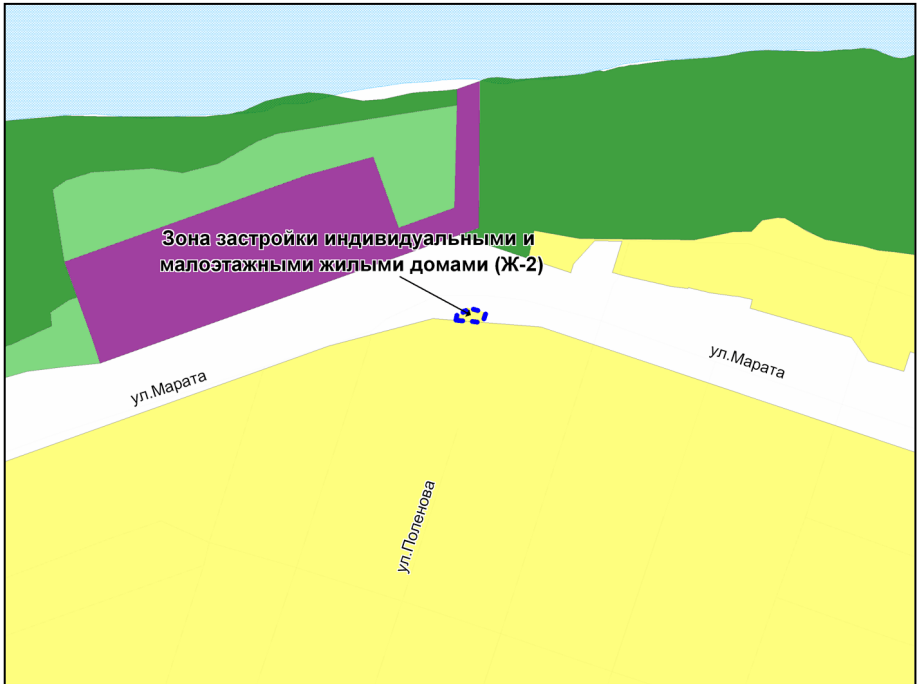 Зона застройки индивидуальными и
малоэтажными жилыми домами (Ж-2)
ул.Марата
ул.Марата
ул.Поленова